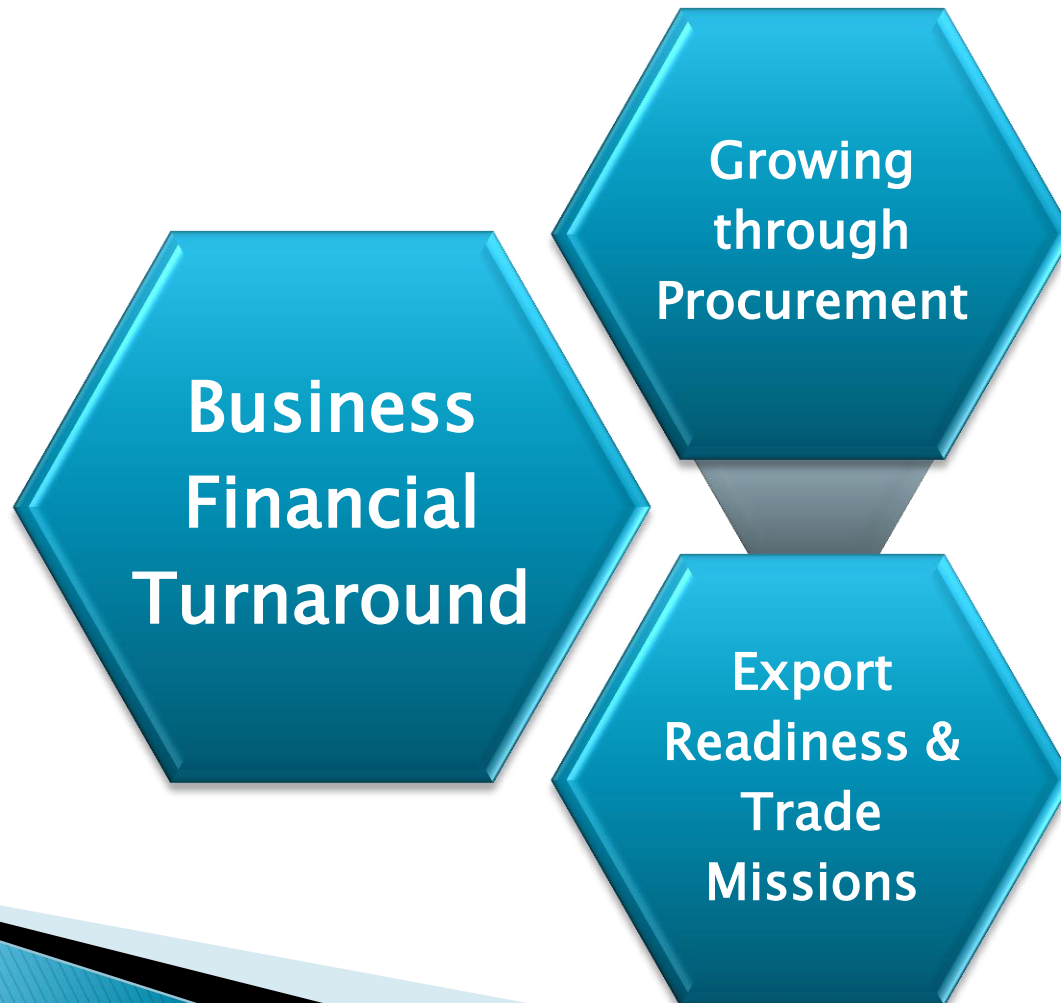 Growing
through
Procurement
Business
Financial
Turnaround
Export
Readiness &
Trade
Missions